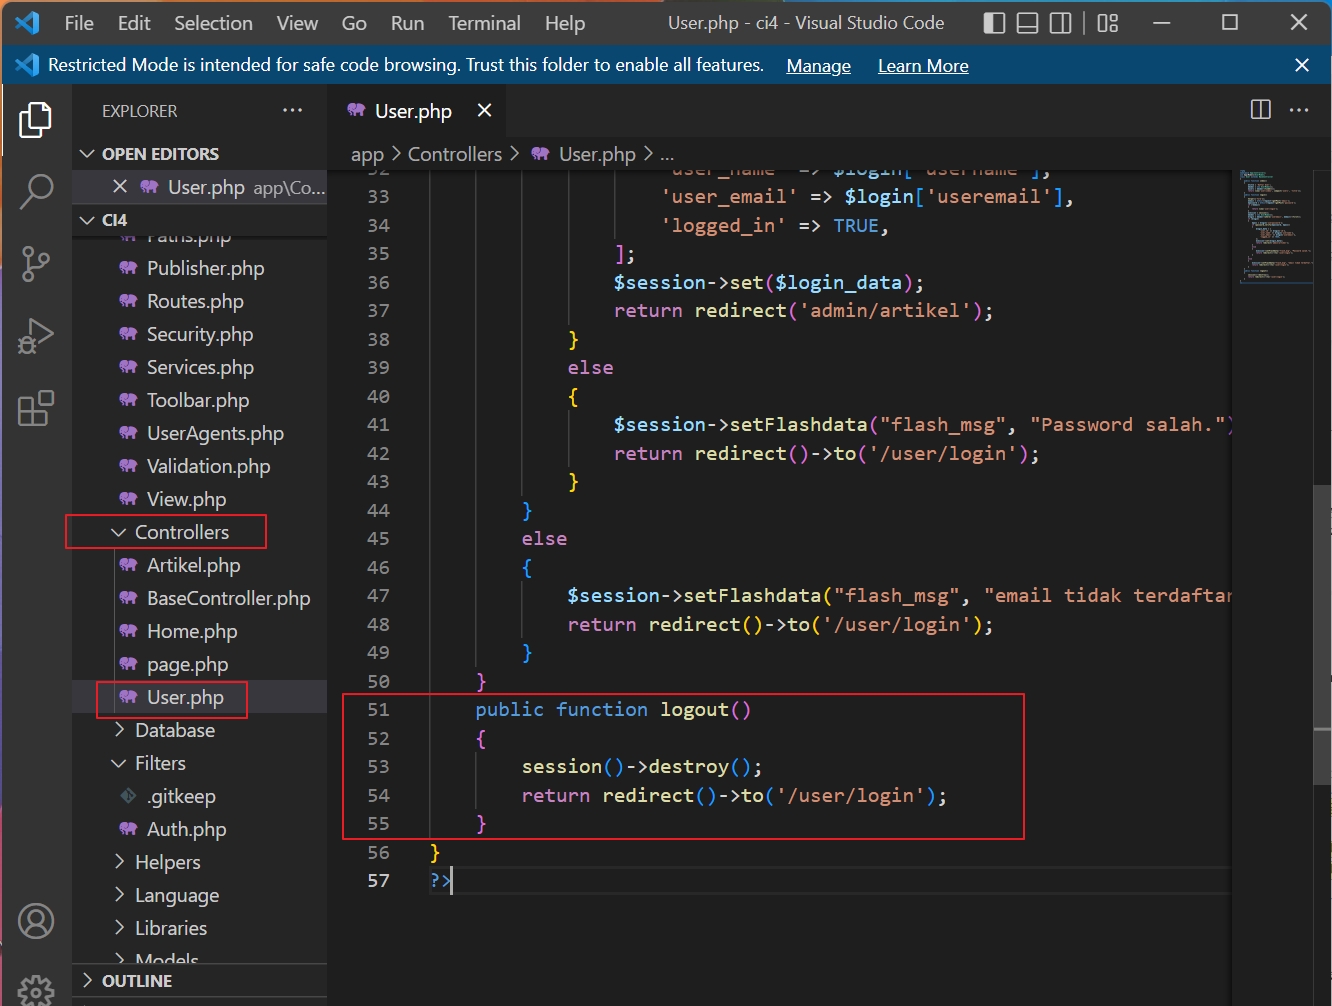 File Edit Selection View Go Run Terminal Help User.php - ci4 - Visual Studio Code
Restricted Mode is intended for safe code browsing. Trust this folder to enable all features. Manage Learn More
EXPLORER
OPEN EDITORS
User.php app\Co...
CI4
Paths.php
Publisher.php
Routes.php
Security.php
Services.php
Toolbar.php
UserAgents.php
Validation.php
View.php
Controllers
Artikel.php
BaseController.php
Home.php
page.php
User.php
Database
Filters
.gitkeep
Auth.php
Helpers
Language
Libraries
Models
OUTLINE
User.php
app > Controllers > User.php > ...
32 'user_name' => $login['username'],
33 'user_email' => $login['useremail'],
34 'logged_in' => TRUE,
35 ];
36 $session->set($login_data);
37 return redirect('admin/artikel');
38 }
39 else
40 {
41 $session->setFlashdata("flash_msg", "Password salah.")
42 return redirect()->to('/user/login');
43 }
44 }
45 else
46 {
47 $session->setFlashdata("flash_msg", "email tidak terdaftar
48 return redirect()->to('/user/login');
49 }
50 }
51 public function logout()
52 {
53 session()->destroy();
54 return redirect()->to('/user/login');
55 }
56 }
57 ?>